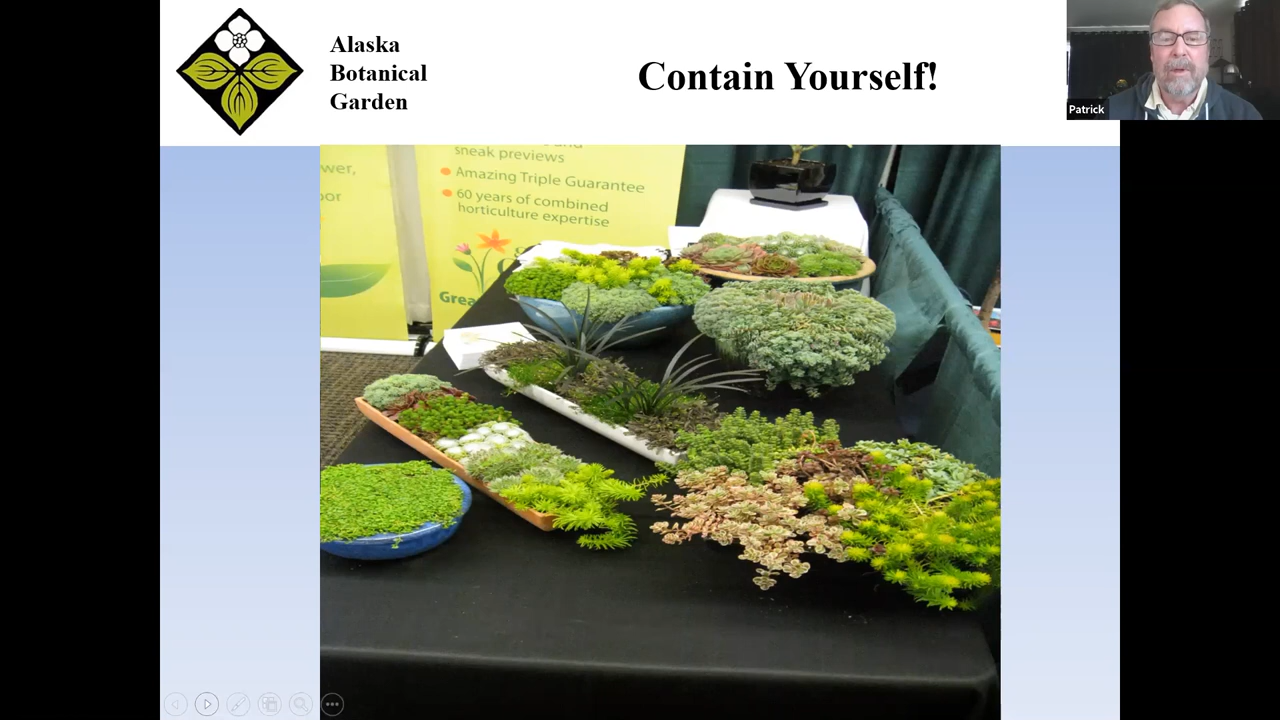 Alaska
Botanical
Garden
Contain Yourself!
Patrick
sneak previews
Amazing Triple Guarantee
60 years of combined
horticulture expertise